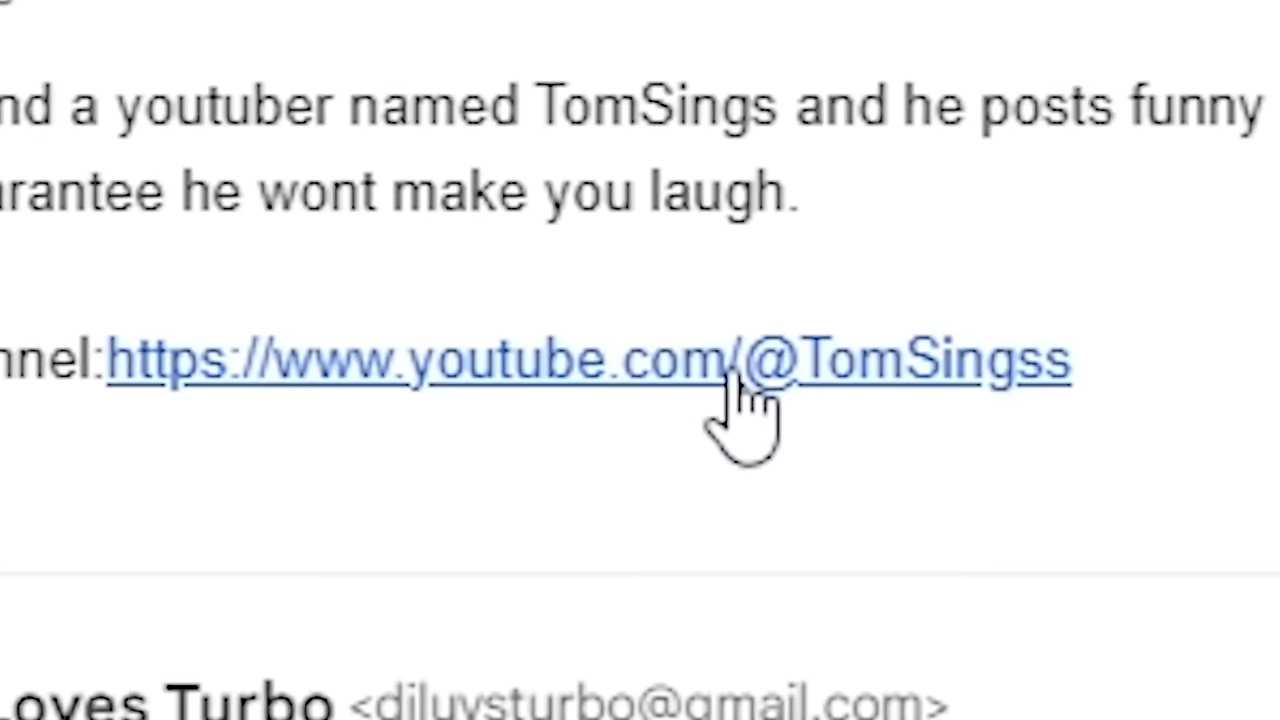 nd a youtuber named TomSings and he posts funny
arantee he wont make you laugh.
nnel:https://www.youtube.com/@TomSingss
Loves Turbo <diluvsturbo@gmail.com>